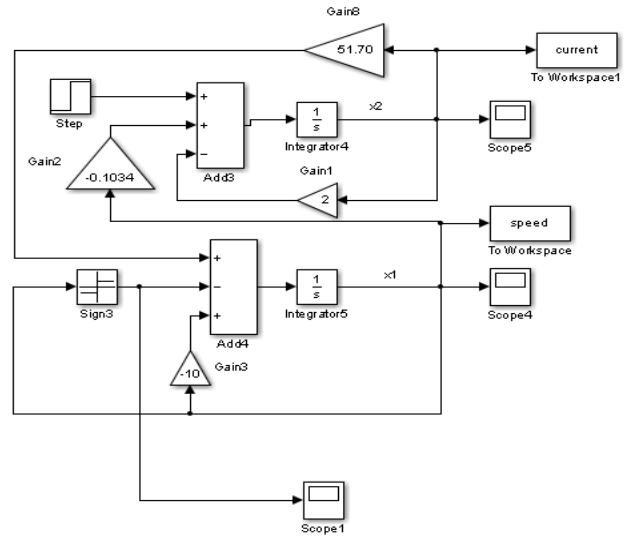 Gain8
51.70
current
To Workspace1
+
+
−
Add3
Step
1
s
Integrator4
x2
Scope5
Gain2
-0.1034
Gain1
2
speed
To Workspace
+
−
+
Add4
Sign3
1
s
Integrator5
x1
Scope4
-10
Gain3
Scope1